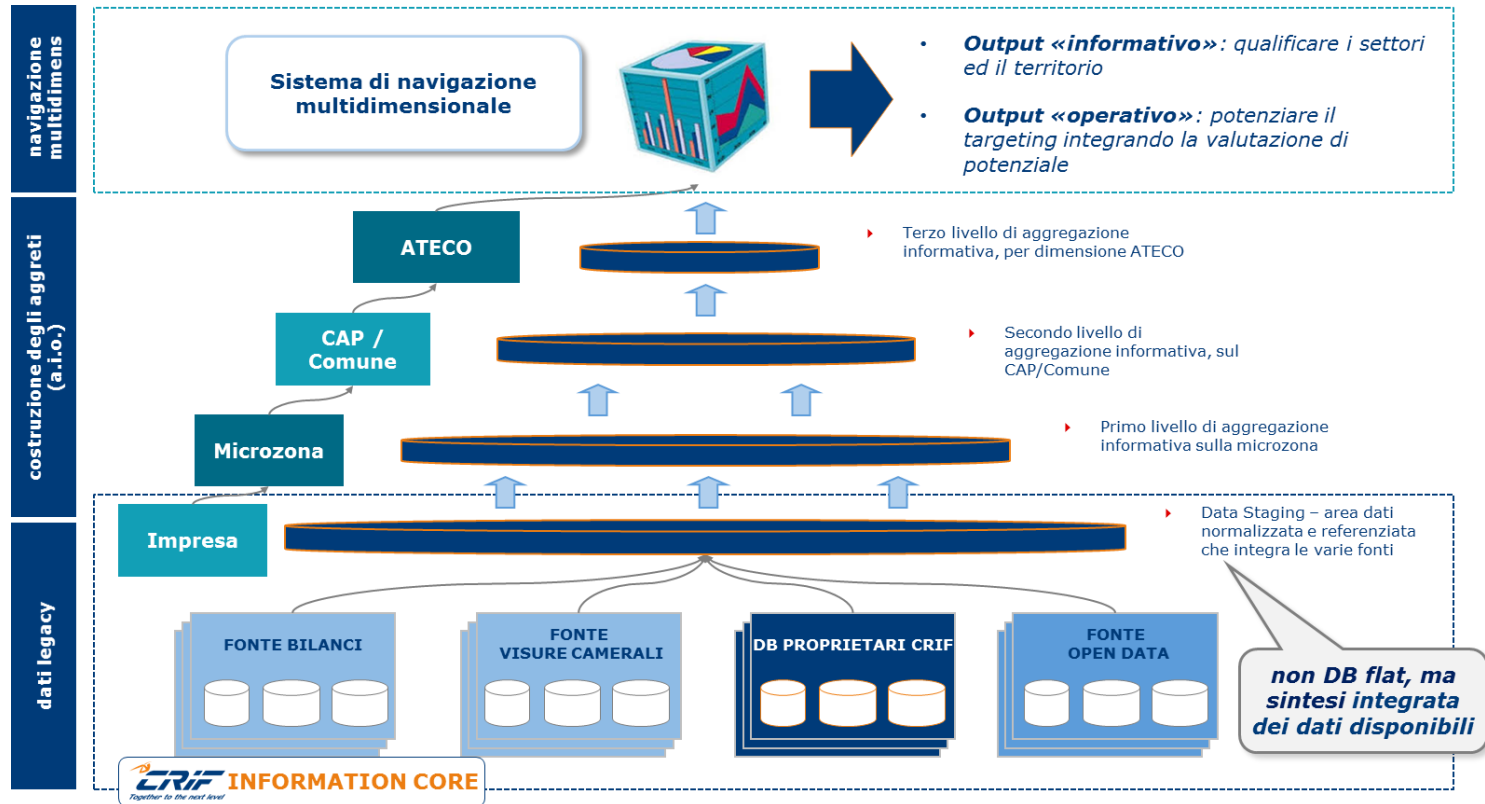 navigazione
multidimens
Sistema di navigazione
multidimensionale
• Output «informativo»: qualificare i settori
ed il territorio
• Output «operativo»: potenziare il
targeting integrando la valutazione di
potenziale
costruzione degli aggreti
(a.i.o.)
ATECO
Terzo livello di aggregazione
informativa, per dimensione ATECO
CAP /
Comune
Secondo livello di
aggregazione informativa, sul
CAP/Comune
Microzona
Primo livello di aggregazione
informativa sulla microzona
dati legacy
Impresa
Data Staging – area dati
normalizzata e referenziata
che integra le varie fonti
FONTE BILANCI
FONTE
VISURE CAMERALI
DB PROPRIETARI CRIF
FONTE
OPEN DATA
non DB flat, ma
sintesi integrata
dei dati disponibili
CRIF INFORMATION CORE
Together to the next level